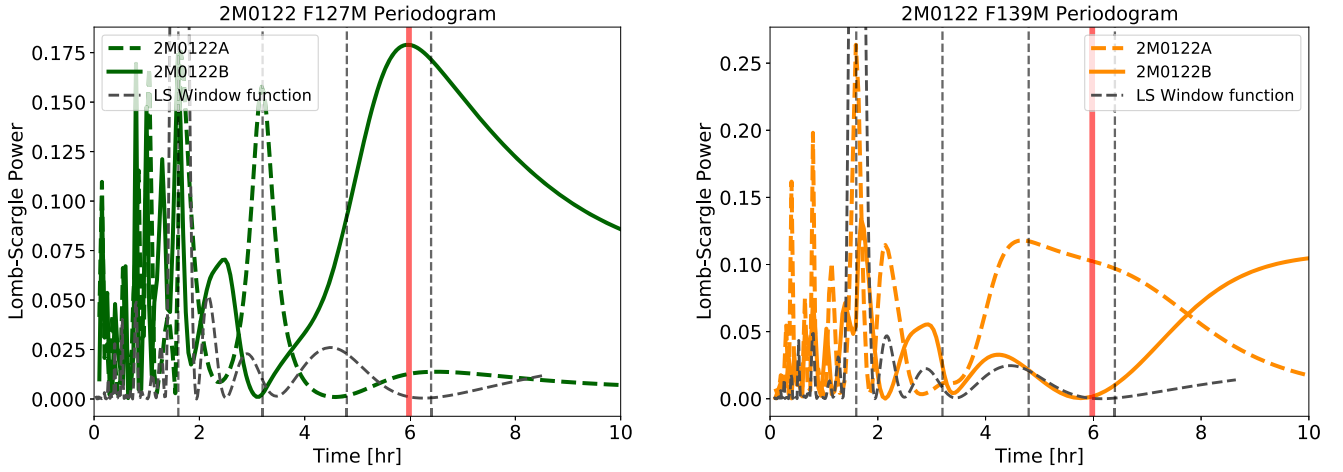 2M0122 F127M Periodogram
Lomb-Scargle Power
0.175
0.150
0.125
0.100
0.075
0.050
0.025
0.000
2M0122A
2M0122B
LS Window function
0 2 4 6 8 10
Time [hr]
2M0122 F139M Periodogram
Lomb-Scargle Power
0.25
0.20
0.15
0.10
0.05
0.00
2M0122A
2M0122B
LS Window function
0 2 4 6 8 10
Time [hr]